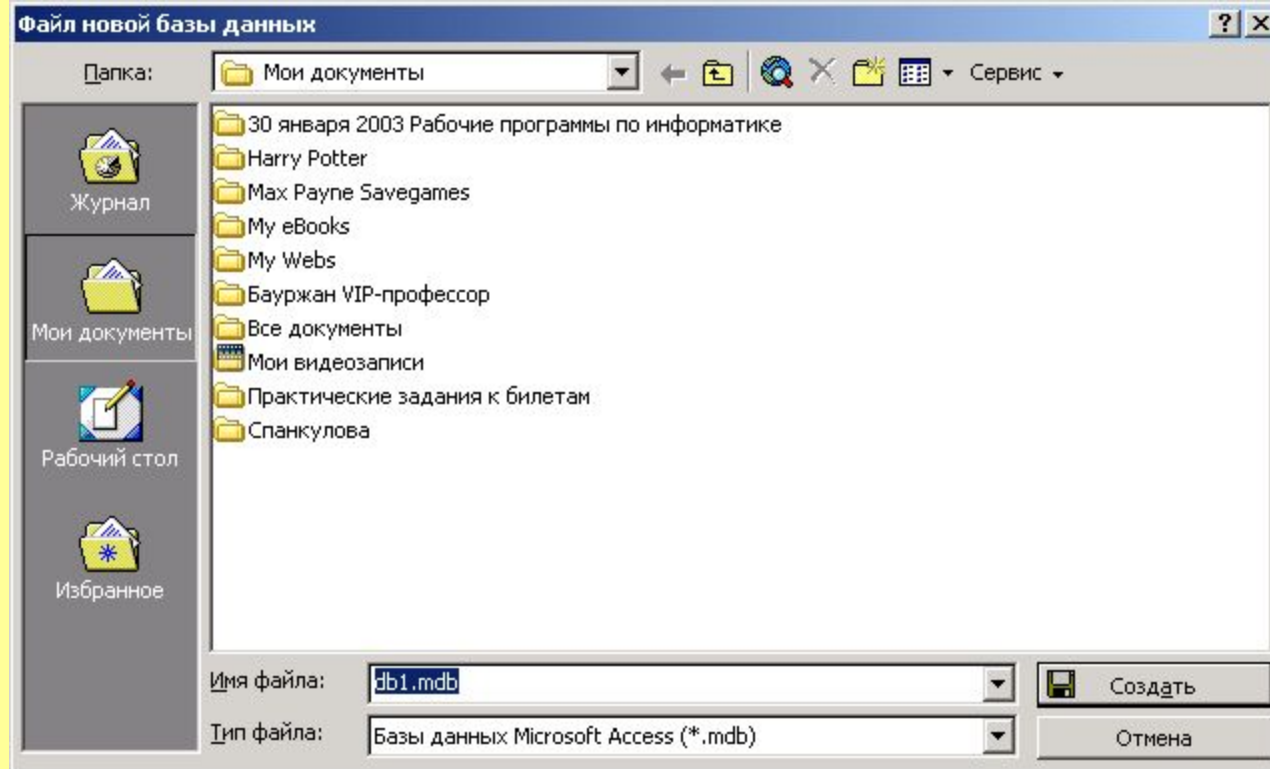 Файл новой базы данных
Папка: Мои документы Сервис
Журнал
Мои документы
Рабочий стол
Избранное
30 января 2003 Рабочие программы по информатике
Harry Potter
Max Payne Savegames
My eBooks
My Webs
Бауржан VIP-профессор
Все документы
Мои видеозаписи
Практические задания к билетам
Спанкулова
Имя файла: db1.mdb Создать
Тип файла: Базы данных Microsoft Access (*.mdb) Отмена